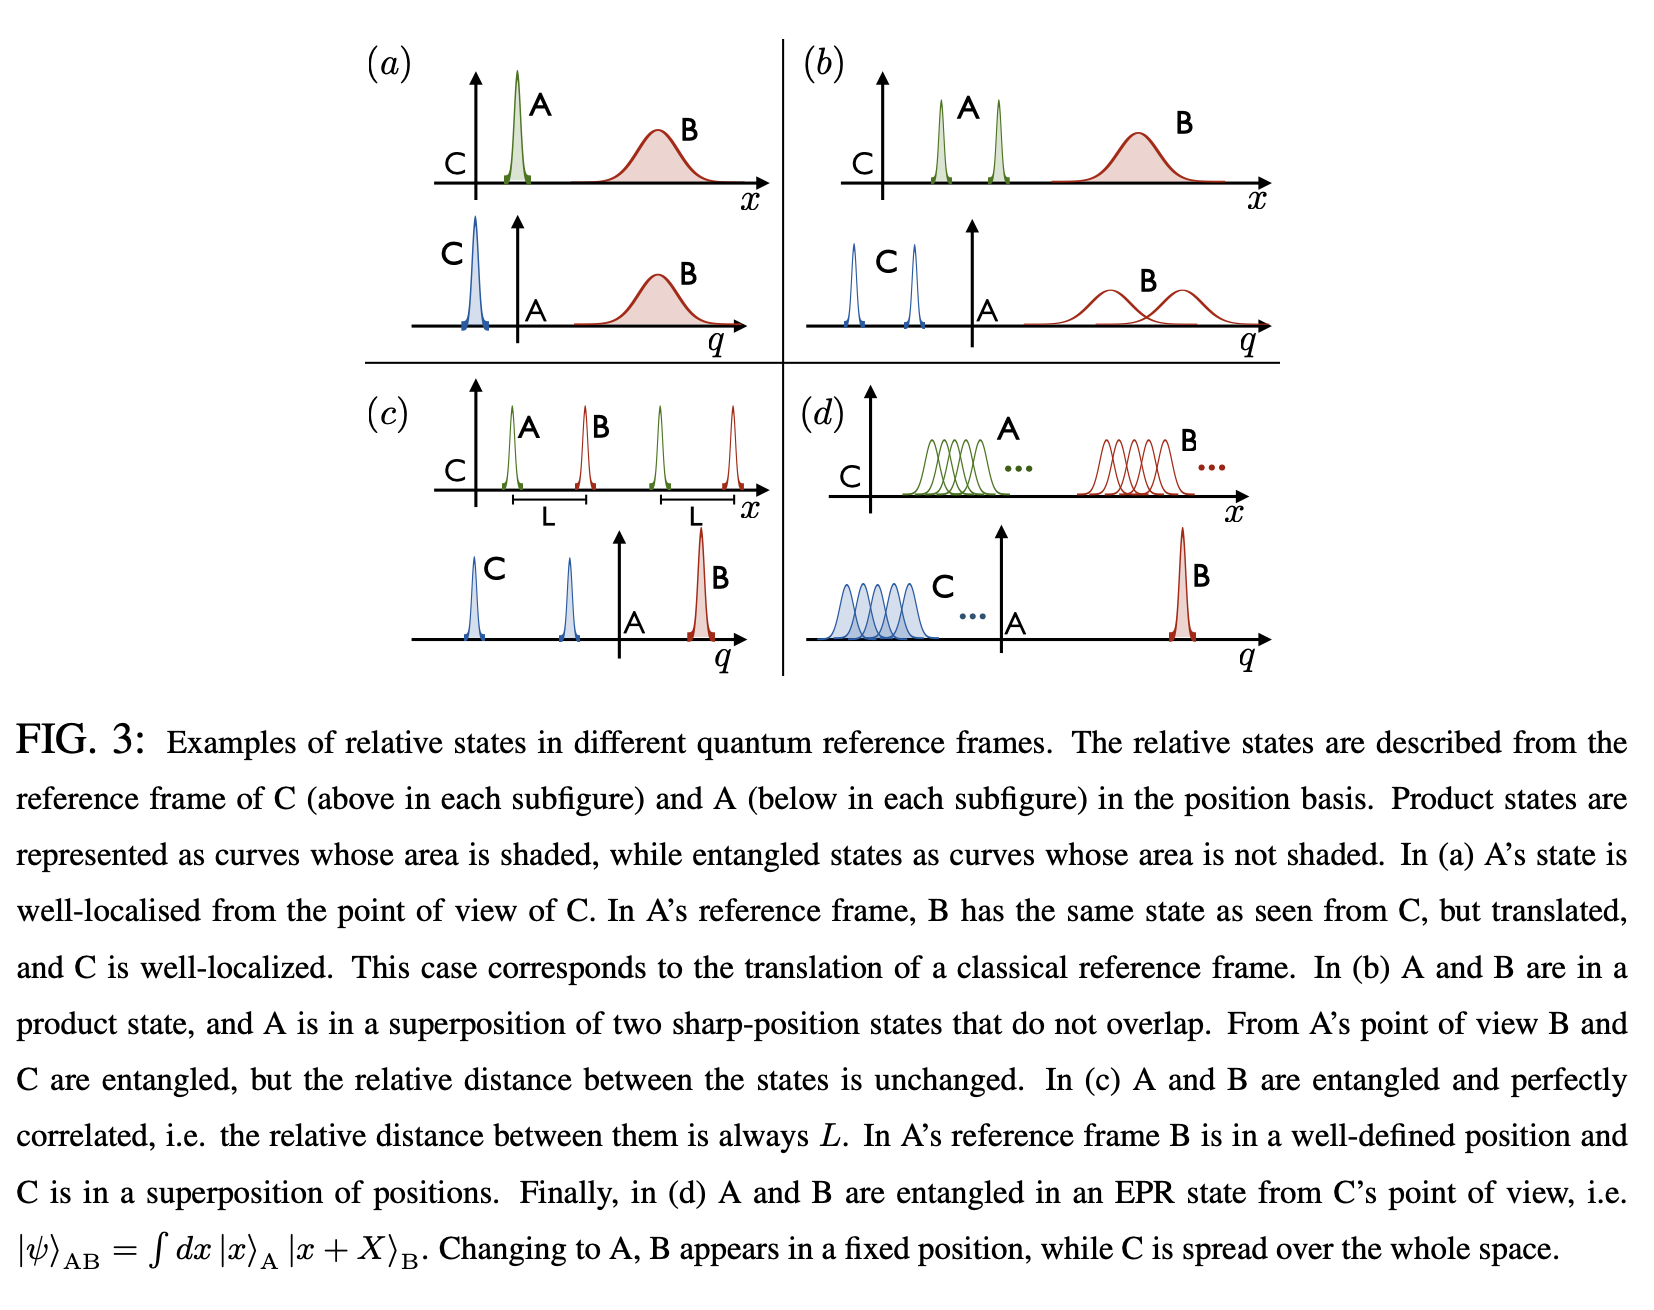 (a)
A
B
C
x
C
B
A
q
(b)
A
B
C
x
C
B
A
q
(c)
A
B
C
L
L
x
C
B
A
q
(d)
A
B
C
x
C
B
A
q
FIG. 3: Examples of relative states in different quantum reference frames. The relative states are described from the
reference frame of C (above in each subfigure) and A (below in each subfigure) in the position basis. Product states are
represented as curves whose area is shaded, while entangled states as curves whose area is not shaded. In (a) A's state is
well-localised from the point of view of C. In A's reference frame, B has the same state as seen from C, but translated,
and C is well-localized. This case corresponds to the translation of a classical reference frame. In (b) A and B are in a
product state, and A is in a superposition of two sharp-position states that do not overlap. From A's point of view B and
C are entangled, but the relative distance between the states is unchanged. In (c) A and B are entangled and perfectly
correlated, i.e. the relative distance between them is always L. In A's reference frame B is in a well-defined position and
C is in a superposition of positions. Finally, in (d) A and B are entangled in an EPR state from C's point of view, i.e.
|ψ⟩AB = ∫ dx |x⟩A |x + X⟩B. Changing to A, B appears in a fixed position, while C is spread over the whole space.